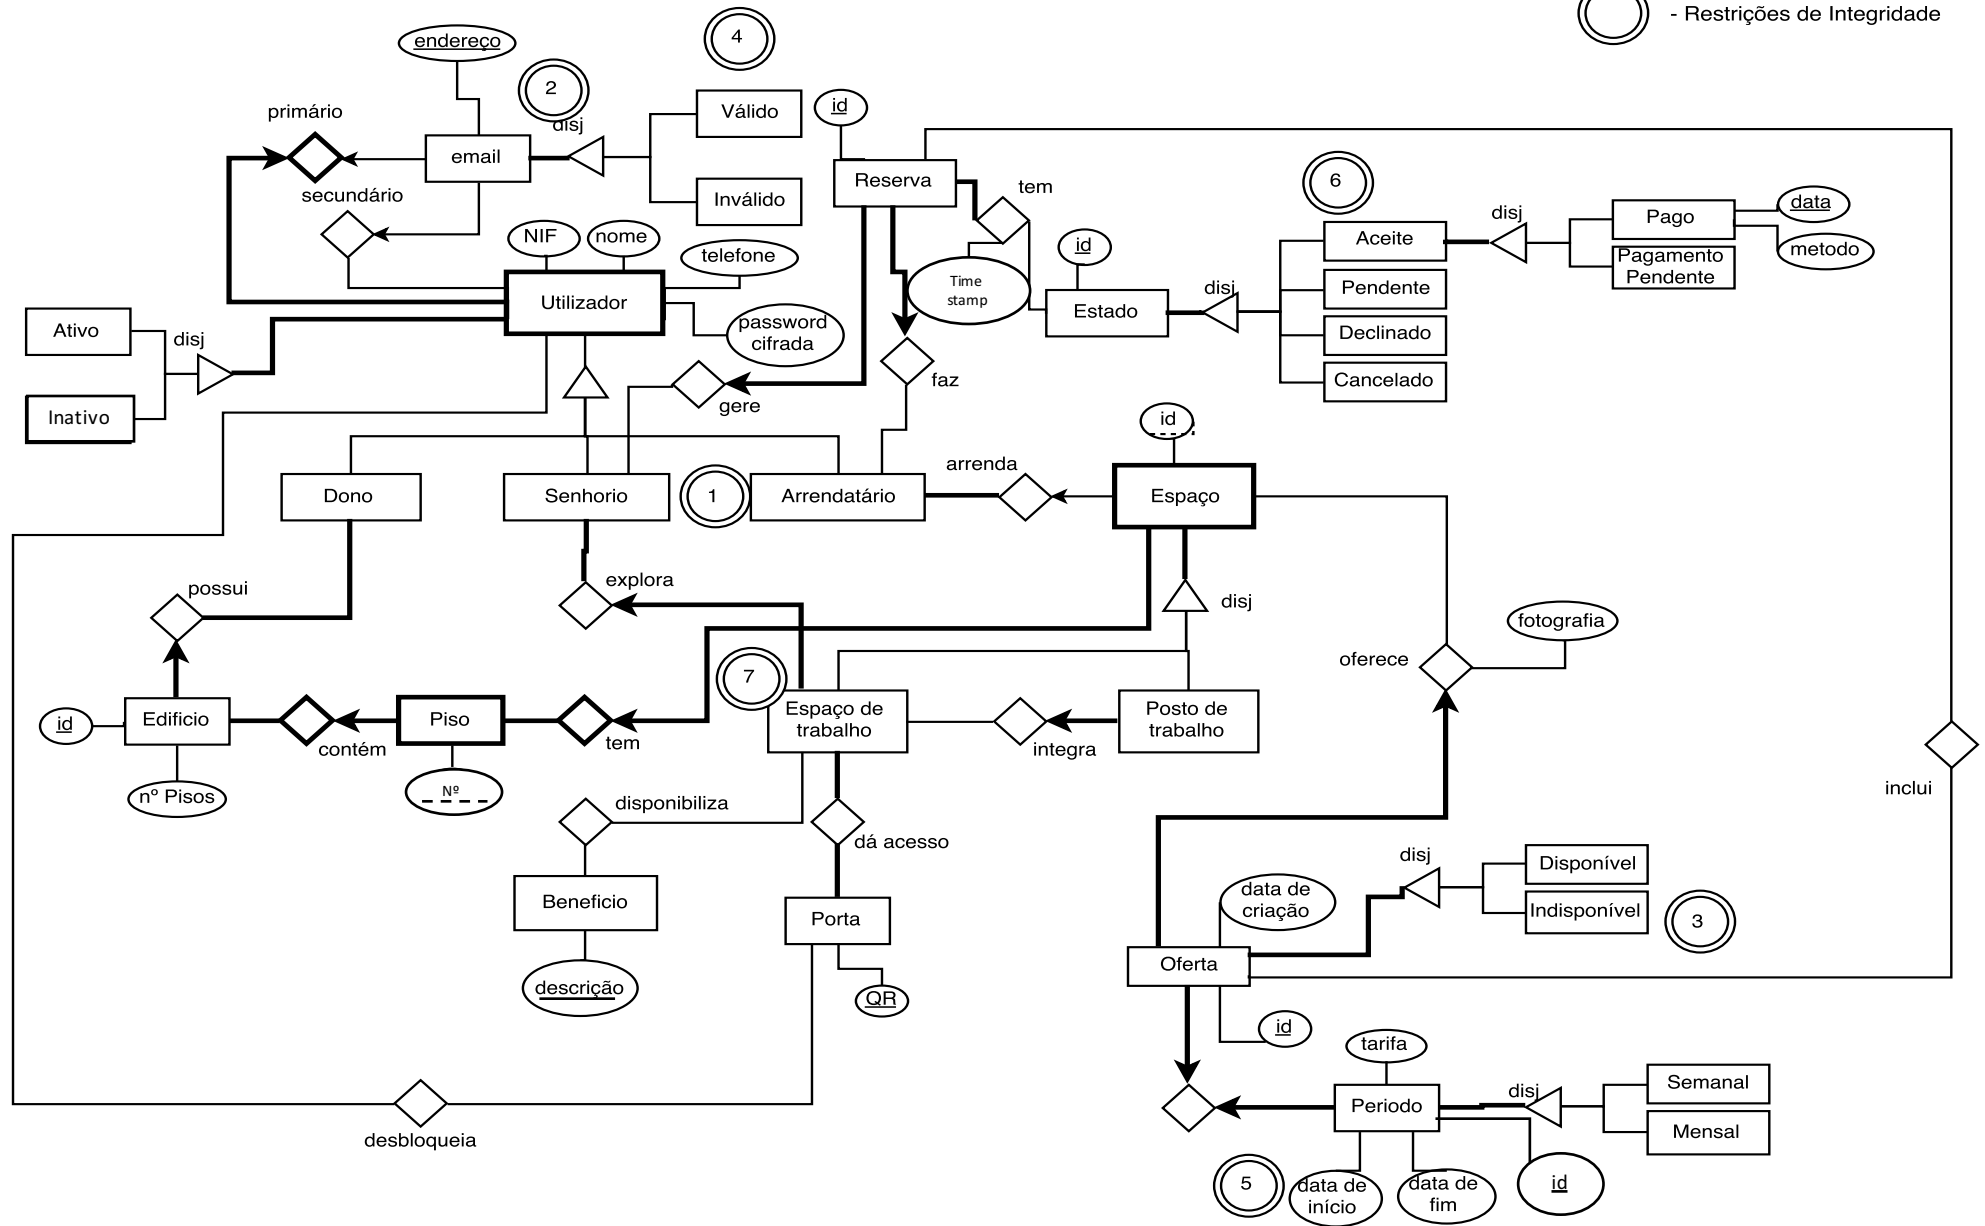 - Restrições de Integridade
4
endereço
2
disj
primário
Válido
id
email
secundário
Inválido
Reserva
tem
6
Aceite
disj
Pago
data
metodo
Pagamento
Pendente
NIF
nome
telefone
id
Time
stamp
Estado
disj
Pendente
Declinado
Cancelado
Utilizador
password
cifrada
Ativo
disj
Inativo
gere
faz
id
Dono
Senhorio
1
Arrendatário
arrenda
Espaço
possui
explora
disj
fotografia
oferece
7
id
Edificio
contém
Piso
tem
Espaço de
trabalho
integra
Posto de
trabalho
nº Pisos
Nº
disponibiliza
dá acesso
inclui
Beneficio
Porta
descrição
QR
data de
criação
disj
Disponível
Indisponível
3
Oferta
id
desbloqueia
tarifa
Periodo
disj
Semanal
Mensal
5
data de
início
data de
fim
id